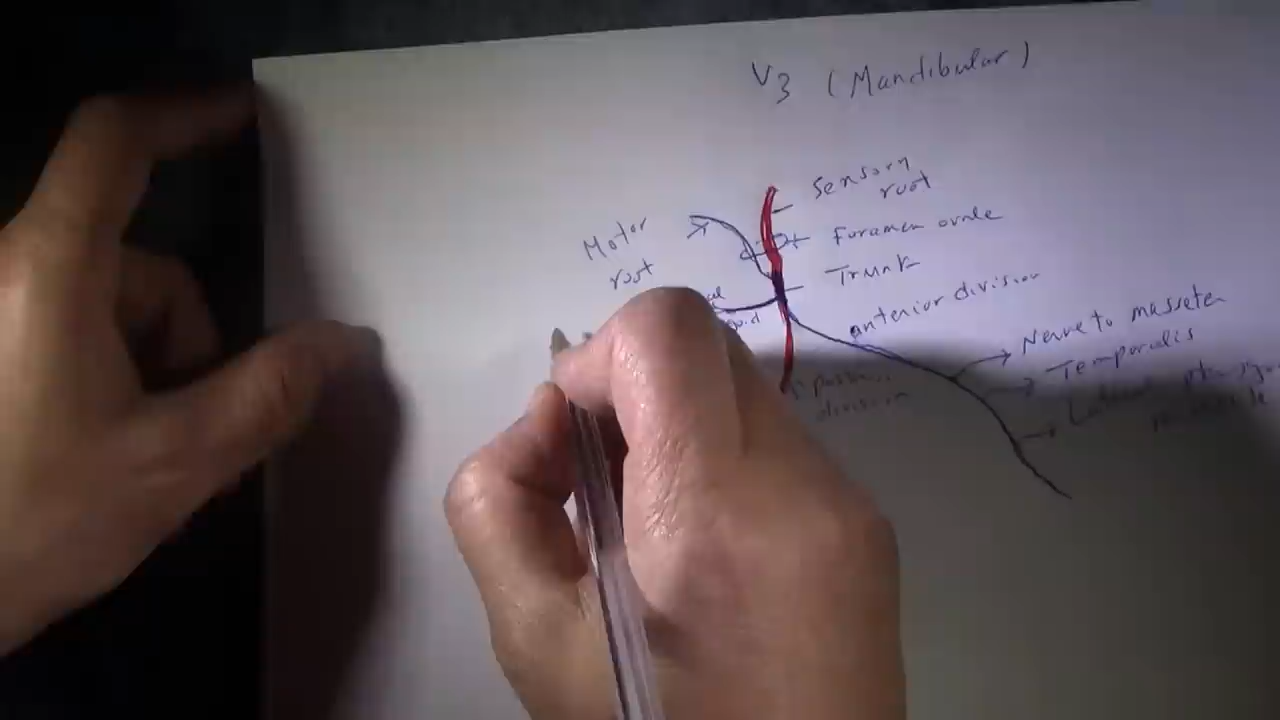 V3 (Mandibular)
Sensory
root
Motor
root
Foramen ovale
Trunk
anterior division
Nerve to masseter
Temporalis
division